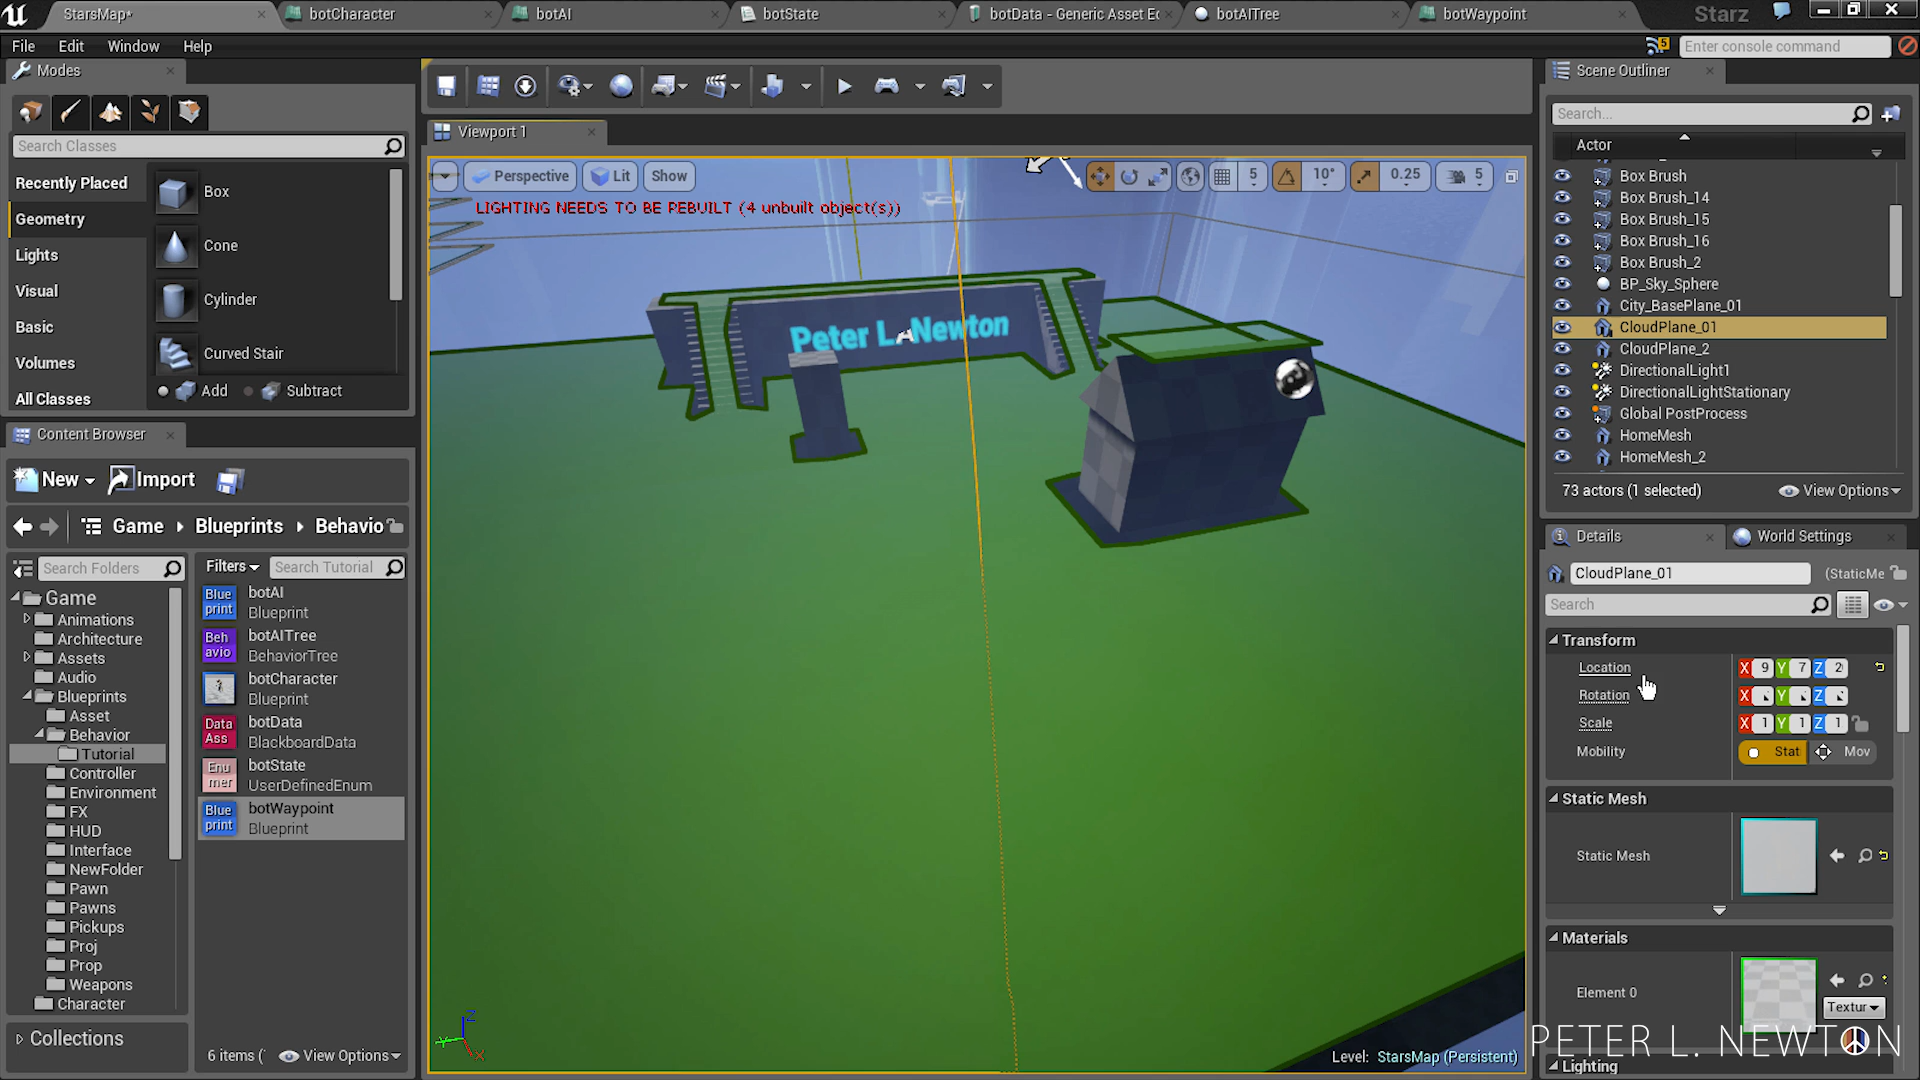 StarsMap*
botCharacter
botAI
botState
botData - Generic Asset Ec
botAITree
botWaypoint
Starz
File Edit Window Help
5
Enter console command
Modes
Search Classes
Recently Placed
Geometry
Lights
Visual
Basic
Volumes
All Classes
Box
Cone
Cylinder
Curved Stair
Add
Subtract
Content Browser
New
Import
Game
Blueprints
Behavio
Search Folders
Game
Animations
Architecture
Assets
Audio
Blueprints
Asset
Behavior
Tutorial
Controller
Environment
FX
HUD
Interface
NewFolder
Pawn
Pawns
Pickups
Proj
Prop
Weapons
Character
Collections
Filters
Search Tutorial
Blue
print
botAI
Blueprint
Beh
avio
botAITree
BehaviorTree
botCharacter
Blueprint
Data
Ass
botData
BlackboardData
Enu
mer
botState
UserDefinedEnum
Blue
print
botWaypoint
Blueprint
6 items (
View Options
Viewport 1
Perspective
Lit
Show
5
10°
0.25
5
LIGHTING NEEDS TO BE REBUILT (4 unbuilt object(s))
Peter L. Newton
Z
Y
X
Level: StarsMap (Persistent)
Scene Outliner
Search...
Actor
Box Brush
Box Brush_14
Box Brush_15
Box Brush_16
Box Brush_2
BP_Sky_Sphere
City_BasePlane_01
CloudPlane_01
CloudPlane_2
DirectionalLight1
DirectionalLightStationary
Global PostProcess
HomeMesh
HomeMesh_2
73 actors (1 selected)
View Options
Details
World Settings
CloudPlane_01
(StaticMe
Search
Transform
Location
X 9 Y 7 Z 2
Rotation
X Y Z
Scale
X 1 Y 1 Z 1
Mobility
Stat
Mov
Static Mesh
Static Mesh
Materials
Element 0
Textur
PETER L. NEWTON
Lighting